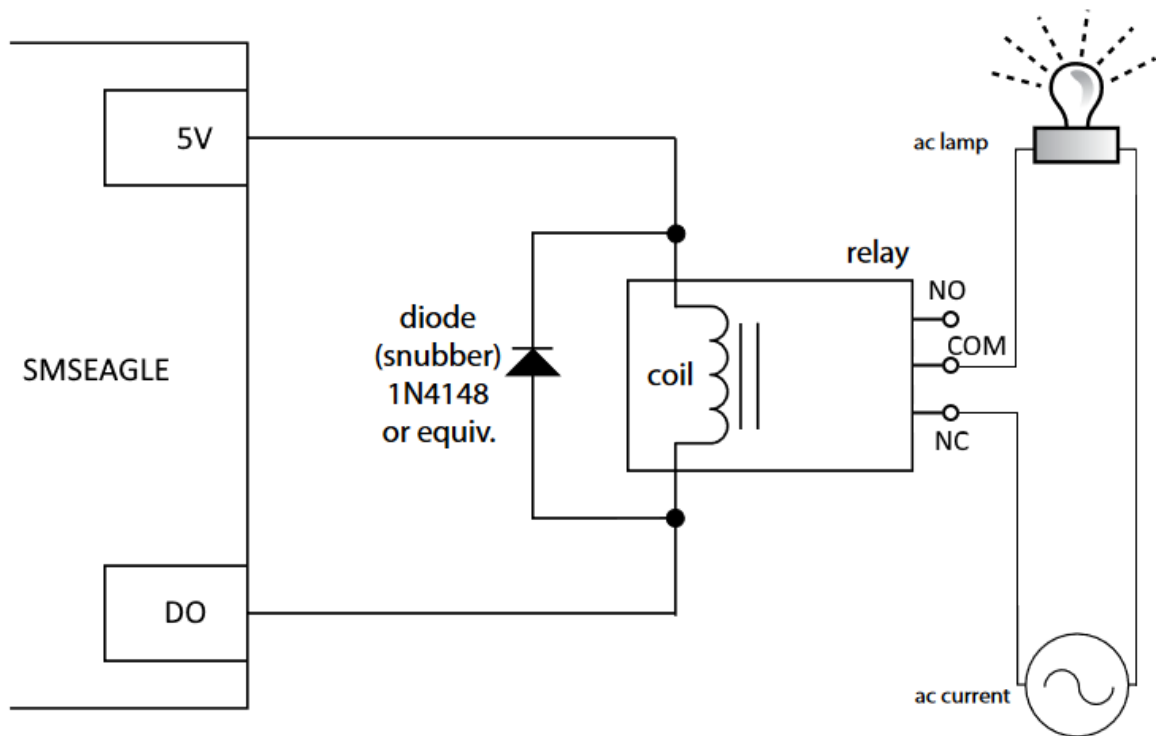 ac lamp
5V
relay
NO
COM
NC
diode
(snubber)
1N4148
or equiv.
coil
SMSEAGLE
DO
ac current